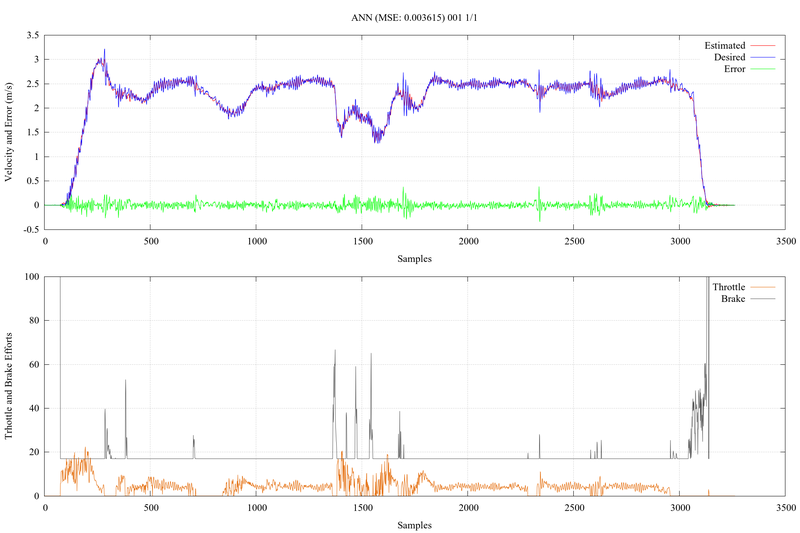 ANN (MSE: 0.003615) 001 1/1
3.5
3
2.5
2
1.5
1
0.5
0
-0.5
Velocity and Error (m/s)
Estimated
Desired
Error
0 500 1000 1500 2000 2500 3000 3500
Samples
100
80
60
40
20
0
Throttle and Brake Efforts
Throttle
Brake
0 500 1000 1500 2000 2500 3000 3500
Samples